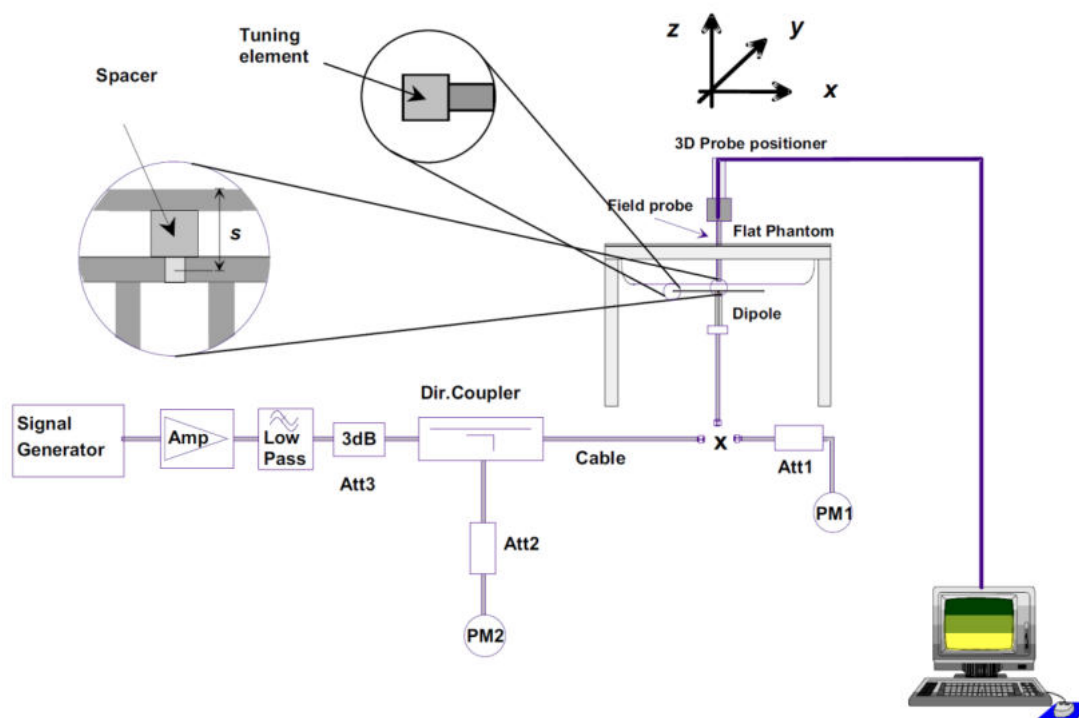 Tuning
element
Spacer
s
z
y
x
3D Probe positioner
Field probe
Flat Phantom
Dipole
Dir.Coupler
Signal
Generator
Amp
Low
Pass
3dB
Att3
Cable
x
Att1
PM1
Att2
PM2